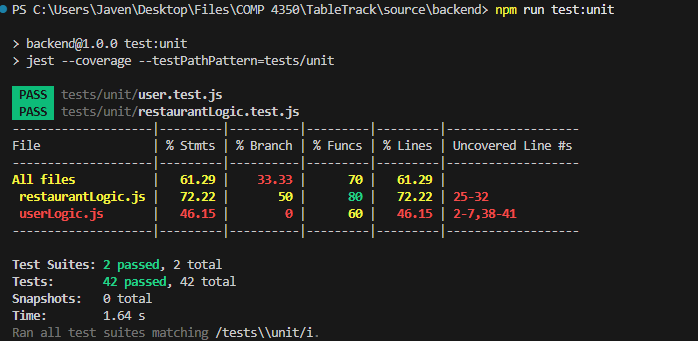 PS C:\Users\Javen\Desktop\Files\COMP 4350\TableTrack\source\backend> npm run test:unit
> backend@1.0.0 test:unit
> jest --coverage --testPathPattern=tests/unit
PASS tests/unit/user.test.js
PASS tests/unit/restaurantLogic.test.js
--------------------|---------|----------|---------|---------|-------------------
File                | % Stmts | % Branch | % Funcs | % Lines | Uncovered Line #s
--------------------|---------|----------|---------|---------|-------------------
All files           |   61.29 |    33.33 |      70 |   61.29 |
 restaurantLogic.js |   72.22 |       50 |      80 |   72.22 | 25-32
 userLogic.js       |   46.15 |        0 |      60 |   46.15 | 2-7,38-41
--------------------|---------|----------|---------|---------|-------------------
Test Suites: 2 passed, 2 total
Tests:       42 passed, 42 total
Snapshots:   0 total
Time:        1.64 s
Ran all test suites matching /tests\\unit/i.